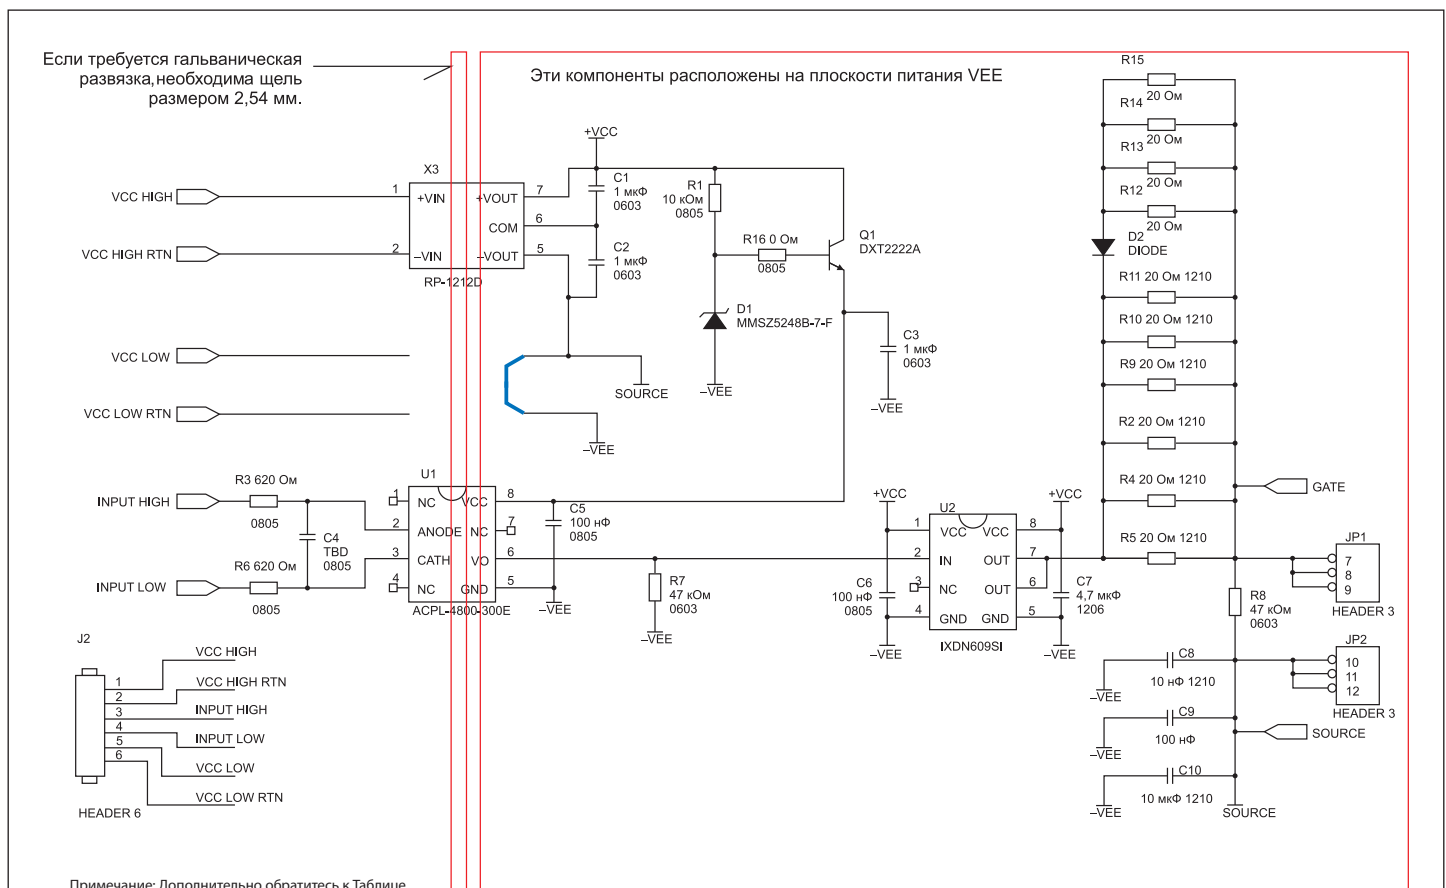 Если требуется гальваническая
развязка,необходима щель
размером 2,54 мм.
Эти компоненты расположены на плоскости питания VEE
R15
20 Ом
R14
20 Ом
R13
20 Ом
R12
20 Ом
D2
DIODE
R11 20 Ом 1210
R10 20 Ом 1210
R9 20 Ом 1210
R2 20 Ом 1210
R4 20 Ом 1210
R5 20 Ом 1210
GATE
+VCC
X3
VCC HIGH
1
+VIN
+VOUT
7
COM
6
VCC HIGH RTN
2
–VIN
–VOUT
5
RP-1212D
C1
1 мкФ
0603
C2
1 мкФ
0603
R1
10 кОм
0805
R16 0 Ом
0805
Q1
DXT2222A
D1
MMSZ5248B-7-F
–VEE
C3
1 мкФ
0603
–VEE
VCC LOW
VCC LOW RTN
SOURCE
–VEE
INPUT HIGH
R3 620 Ом
0805
C4
TBD
0805
INPUT LOW
R6 620 Ом
0805
U1
1
NC
VCC
8
2
ANODE
NC
7
3
CATH
VO
6
4
NC
GND
5
ACPL-4800-300E
C5
100 нФ
0805
–VEE
R7
47 кОм
0603
–VEE
+VCC
U2
+VCC
1
VCC
VCC
8
2
IN
OUT
7
3
NC
OUT
6
4
GND
GND
5
IXDN609SI
C6
100 нФ
0805
–VEE
C7
4,7 мкФ
1206
–VEE
JP1
7
8
9
HEADER 3
R8
47 кОм
0603
JP2
10
11
12
HEADER 3
C8
10 нФ 1210
–VEE
C9
100 нФ
–VEE
SOURCE
C10
10 мкФ 1210
–VEE
SOURCE
J2
1
VCC HIGH
2
VCC HIGH RTN
3
INPUT HIGH
4
INPUT LOW
5
VCC LOW
6
VCC LOW RTN
HEADER 6
Примечание: Дополнительно обратитесь к Таблице